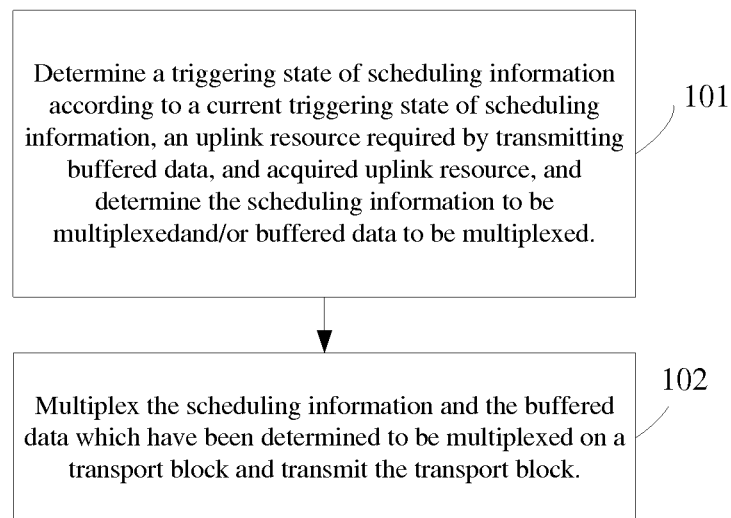 Determine a triggering state of scheduling information
according to a current triggering state of scheduling
information, an uplink resource required by transmitting
buffered data, and acquired uplink resource, and
determine the scheduling information to be
multiplexedand/or buffered data to be multiplexed.
101
Multiplex the scheduling information and the buffered
data which have been determined to be multiplexed on a
transport block and transmit the transport block.
102